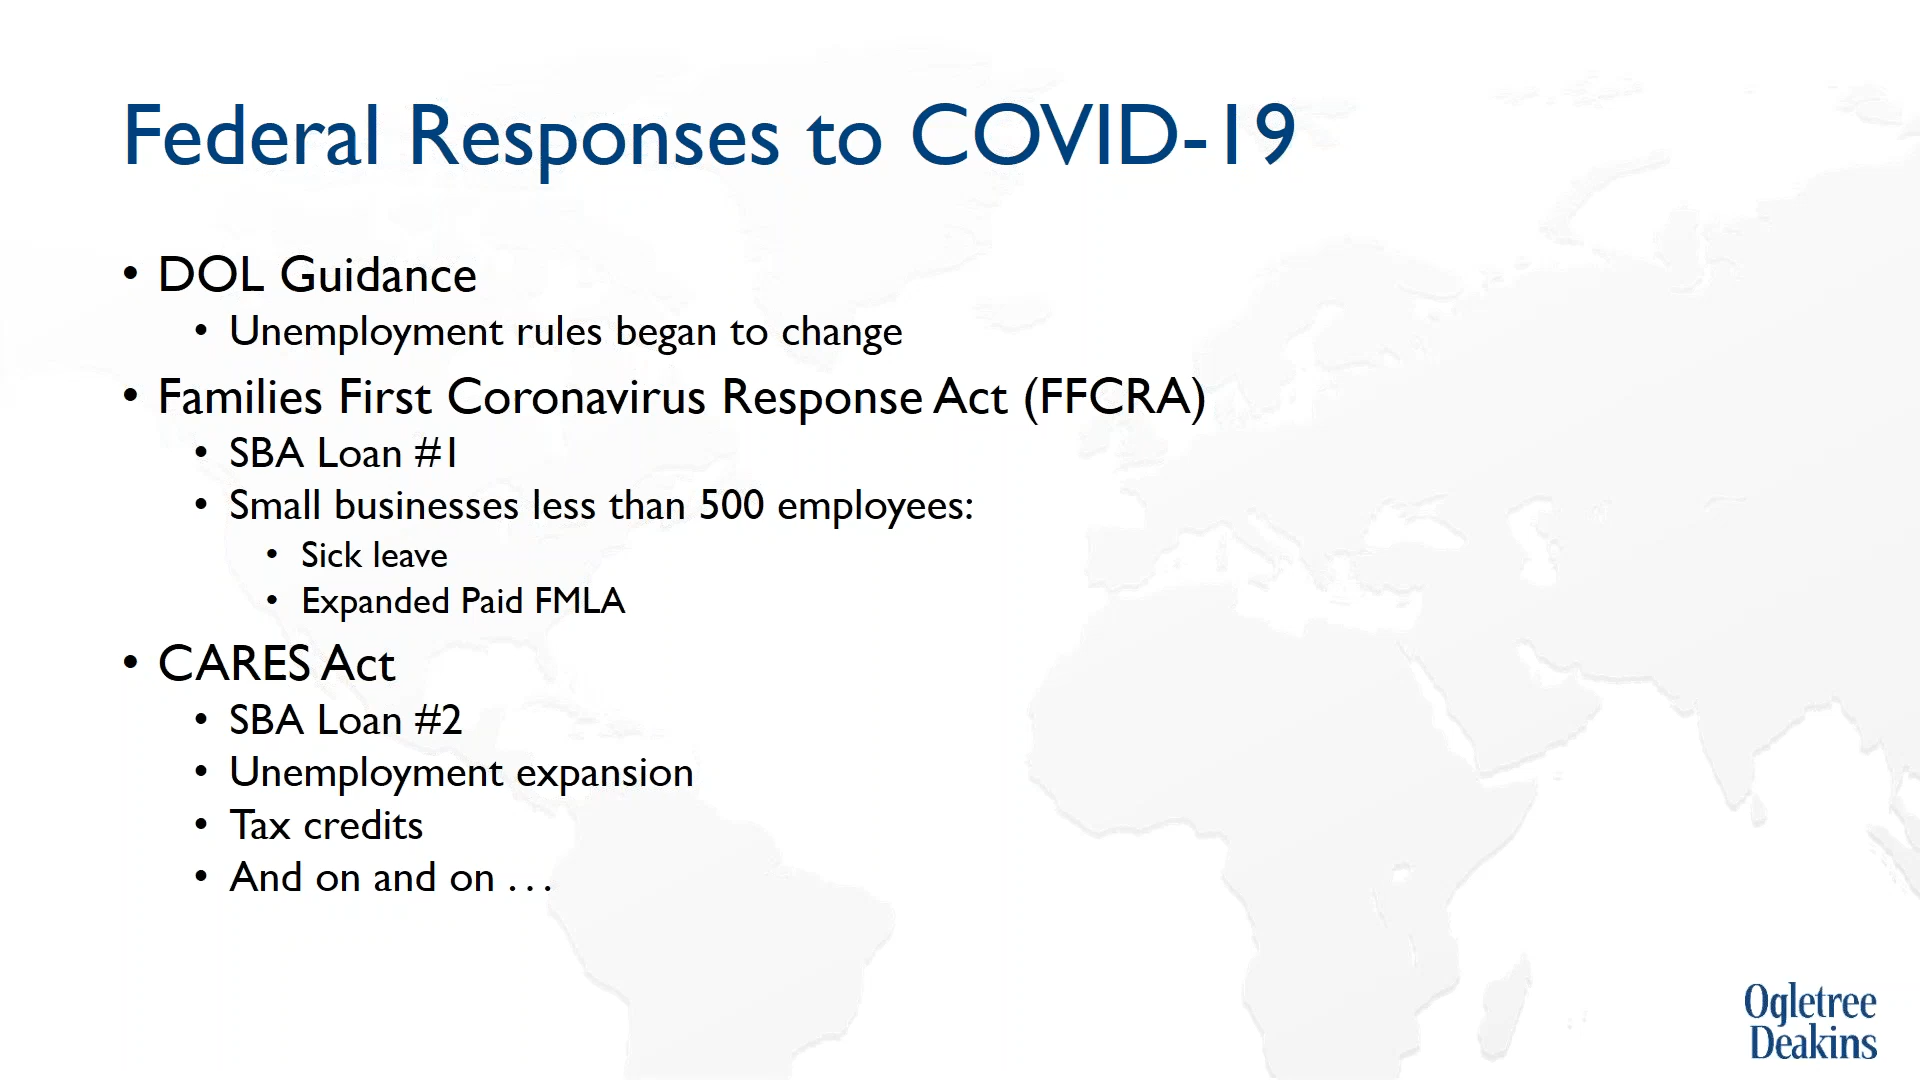 Federal Responses to COVID-19
• DOL Guidance
• Unemployment rules began to change
• Families First Coronavirus Response Act (FFCRA)
• SBA Loan #1
• Small businesses less than 500 employees:
• Sick leave
• Expanded Paid FMLA
• CARES Act
• SBA Loan #2
• Unemployment expansion
• Tax credits
• And on and on . . .
Ogletree
Deakins